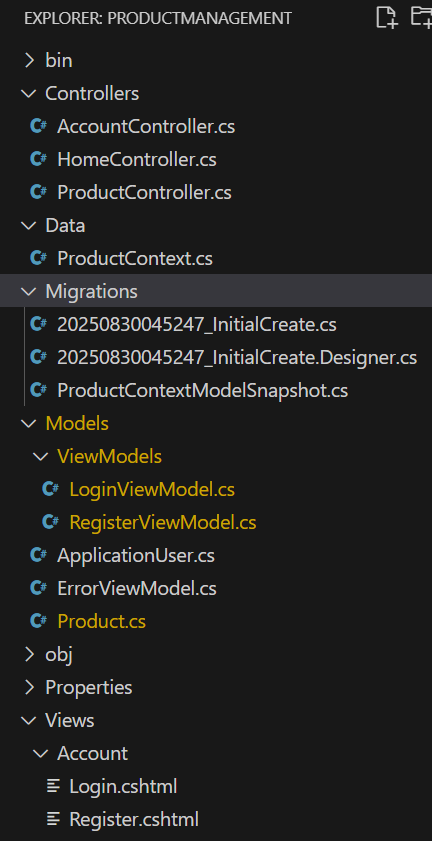 EXPLORER: PRODUCTMANAGEMENT
bin
Controllers
C# AccountController.cs
C# HomeController.cs
C# ProductController.cs
Data
C# ProductContext.cs
Migrations
C# 20250830045247_InitialCreate.cs
C# 20250830045247_InitialCreate.Designer.cs
C# ProductContextModelSnapshot.cs
Models
ViewModels
C# LoginViewModel.cs
C# RegisterViewModel.cs
C# ApplicationUser.cs
C# ErrorViewModel.cs
C# Product.cs
obj
Properties
Views
Account
Login.cshtml
Register.cshtml